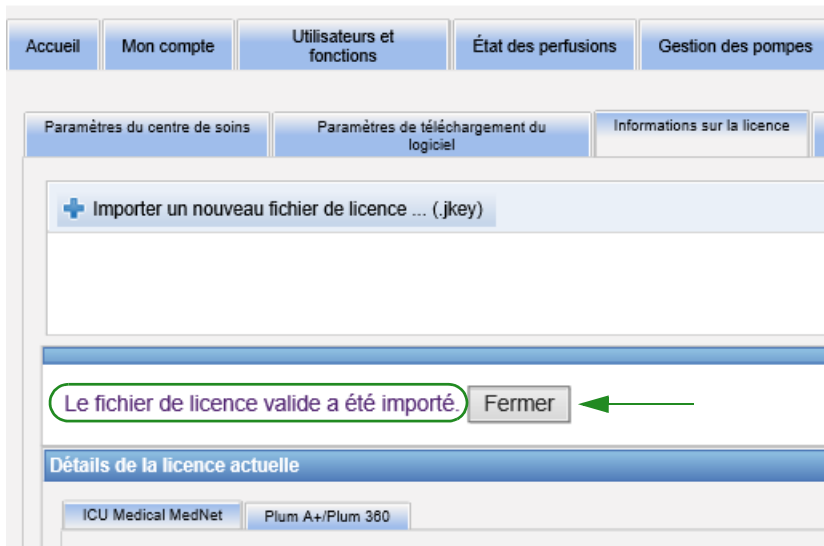 Accueil
Mon compte
Utilisateurs et
fonctions
État des perfusions
Gestion des pompes
Paramètres du centre de soins
Paramètres de téléchargement du
logiciel
Informations sur la licence
Importer un nouveau fichier de licence ... (.jkey)
Le fichier de licence valide a été importé. Fermer
Détails de la licence actuelle
ICU Medical MedNet
Plum A+/Plum 360